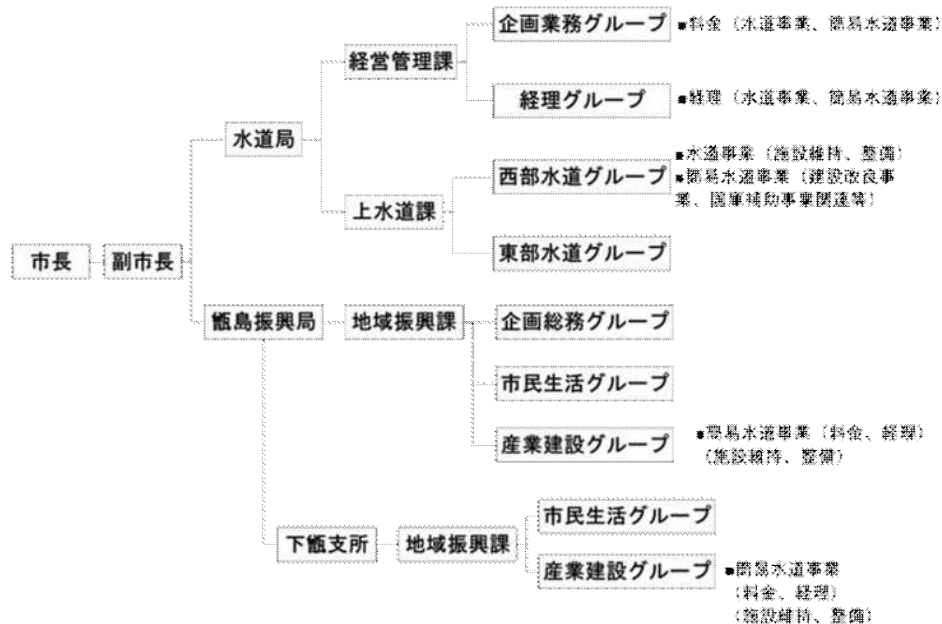 企画業務グループ ■料金（水道事業、簡易水道事業）
経営管理課
経理グループ ■経理（水道事業、簡易水道事業）
水道局
■水道事業（施設維持、整備）
西部水道グループ ■簡易水道事業（建設改良事
業、国庫補助事業関連等）
上水道課
東部水道グループ
市長 副市長
甑島振興局 地域振興課 企画総務グループ
市民生活グループ
産業建設グループ ■簡易水道事業（料金、経理）
（施設維持、整備）
市民生活グループ
下甑支所 地域振興課
産業建設グループ ■簡易水道事業
（料金、経理）
（施設維持、整備）